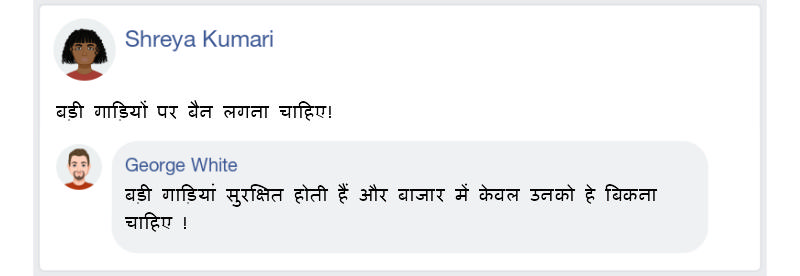 Shreya Kumari
बड़ी गाड़ियों पर बैन लगना चाहिए!
George White
बड़ी गाड़ियां सुरक्षित होती हैं और बाजार में केवल उनको हे बिकना
चाहिए !